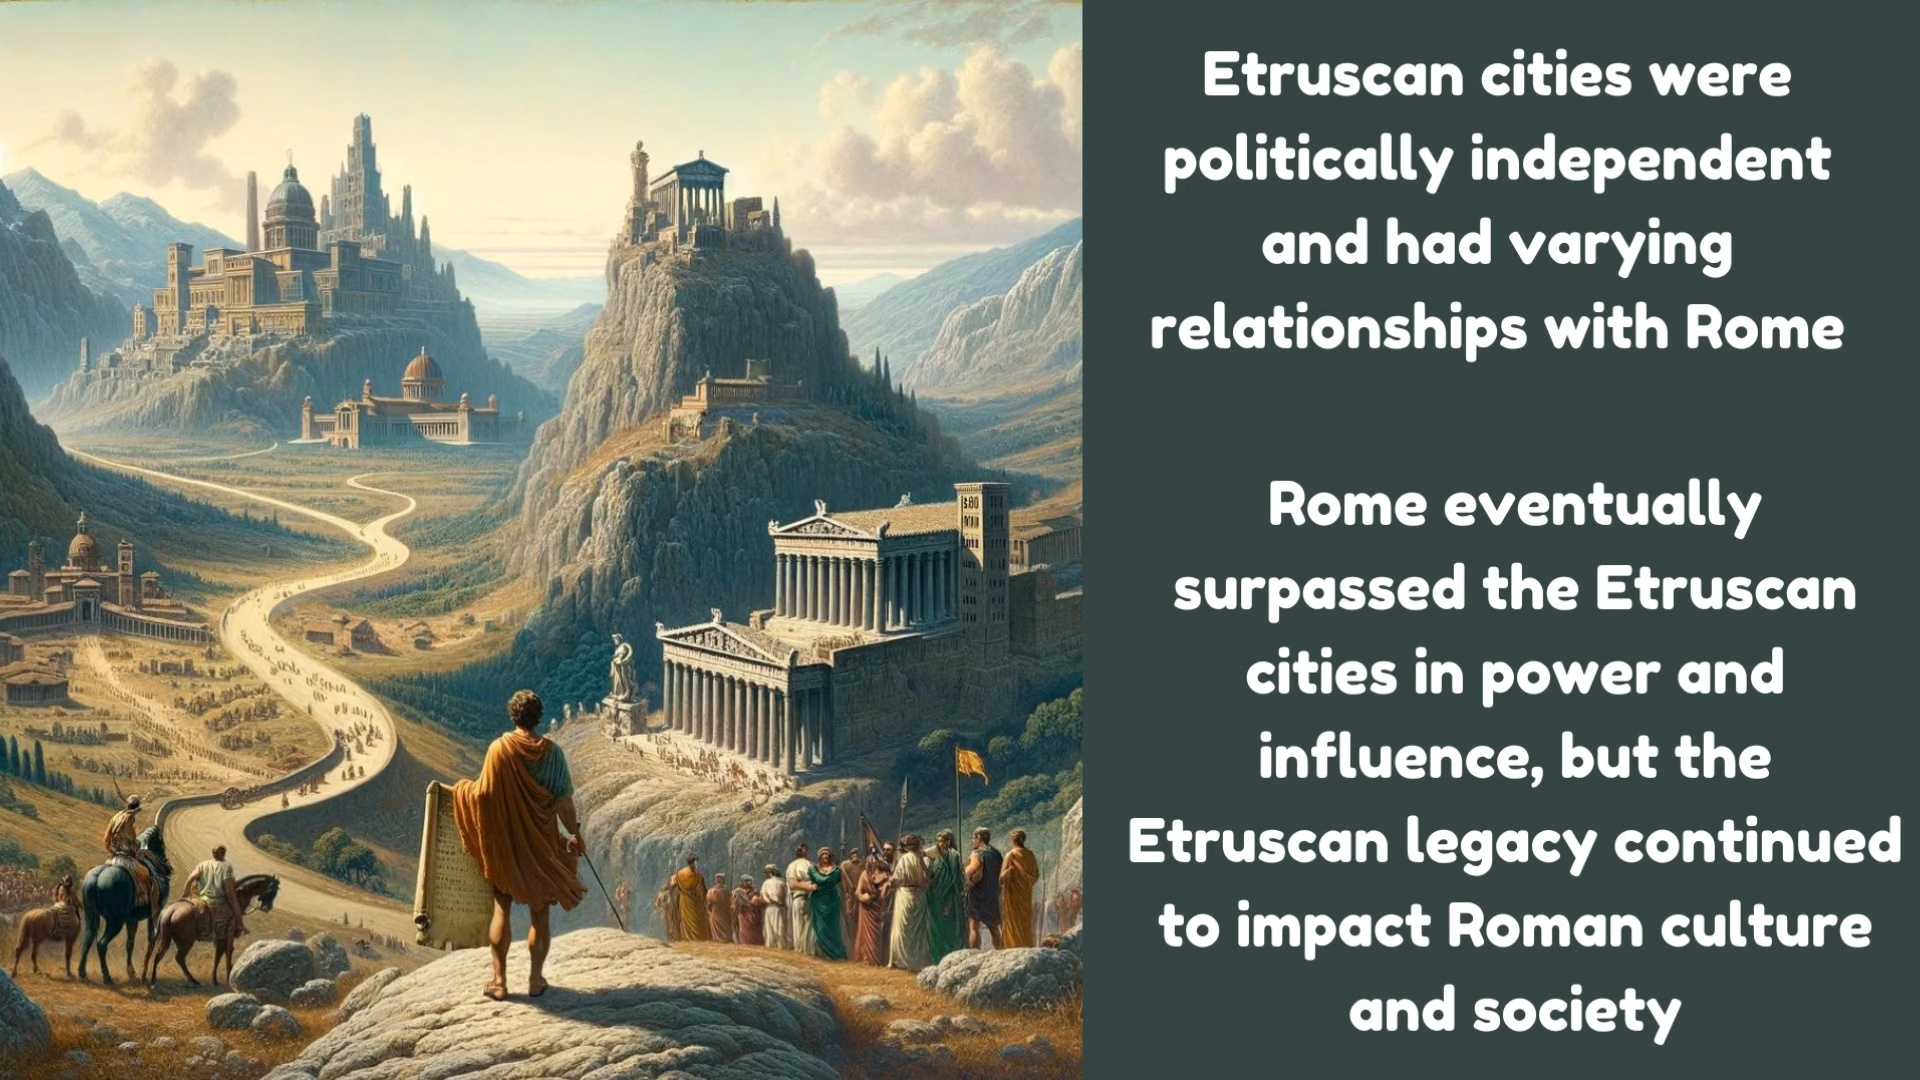 Etruscan cities were
politically independent
and had varying
relationships with Rome
Rome eventually
surpassed the Etruscan
cities in power and
influence, but the
Etruscan legacy continued
to impact Roman culture
and society